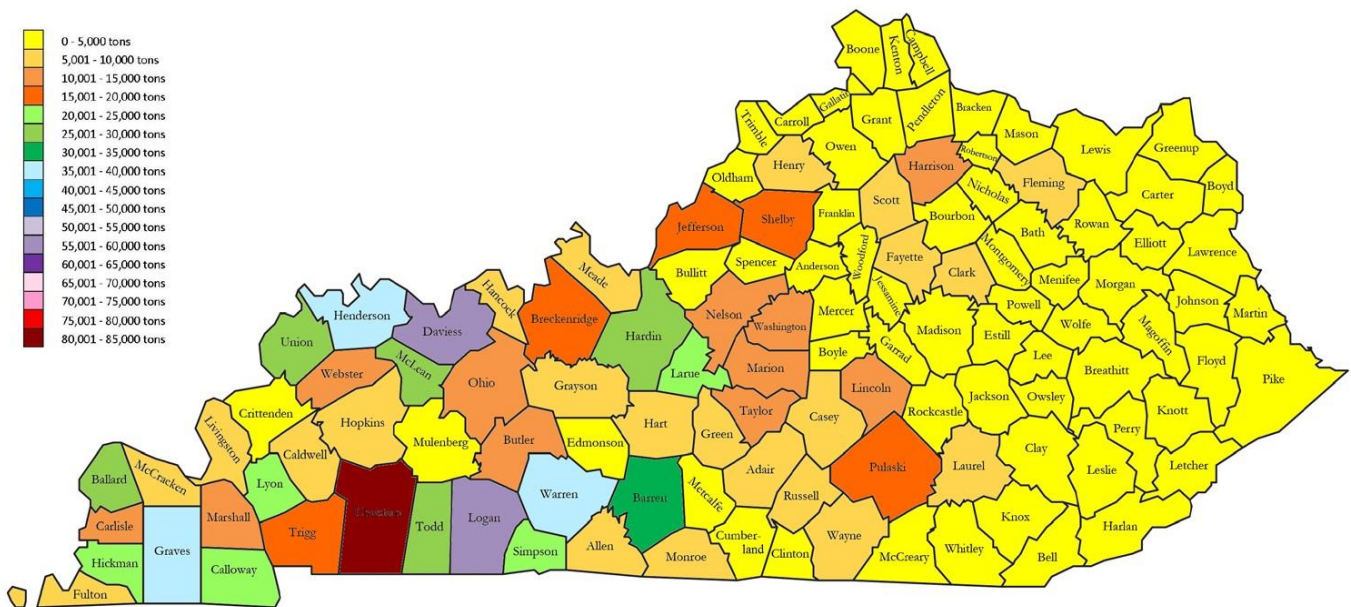 0 - 5,000 tons
5,001 - 10,000 tons
10,001 - 15,000 tons
15,001 - 20,000 tons
20,001 - 25,000 tons
25,001 - 30,000 tons
30,001 - 35,000 tons
35,001 - 40,000 tons
40,001 - 45,000 tons
45,001 - 50,000 tons
50,001 - 55,000 tons
55,001 - 60,000 tons
60,001 - 65,000 tons
65,001 - 70,000 tons
70,001 - 75,000 tons
75,001 - 80,000 tons
80,001 - 85,000 tons
Boone
Kenton
Campbell
Gallatin
Carroll
Trimble
Grant
Pendleton
Bracken
Mason
Lewis
Greenup
Owen
Robertson
Henry
Harrison
Fleming
Oldham
Nicholas
Carter
Boyd
Scott
Jefferson
Shelby
Franklin
Bourbon
Bath
Rowan
Elliott
Lawrence
Woodford
Fayette
Montgomery
Spencer
Anderson
Bullitt
Clark
Menifee
Morgan
Meade
Jessamine
Powell
Johnson
Martin
Hancock
Breckenridge
Nelson
Washington
Mercer
Madison
Estill
Wolfe
Magoffin
Henderson
Daviess
Hardin
Boyle
Garrad
Lee
Floyd
Union
McLean
Larue
Marion
Breathitt
Pike
Webster
Ohio
Grayson
Lincoln
Jackson
Owsley
Knott
Crittenden
Hopkins
Taylor
Casey
Rockcastle
Perry
Livingston
Mulenberg
Butler
Edmonson
Hart
Green
Clay
Caldwell
Adair
Pulaski
Laurel
Leslie
Letcher
Ballard
McCracken
Lyon
Warren
Barren
Metcalfe
Russell
Carlisle
Marshall
Trigg
Todd
Logan
Knox
Harlan
Graves
Simpson
Allen
Monroe
Cumber-
land
Clinton
Wayne
McCreary
Whitley
Bell
Hickman
Calloway
Fulton